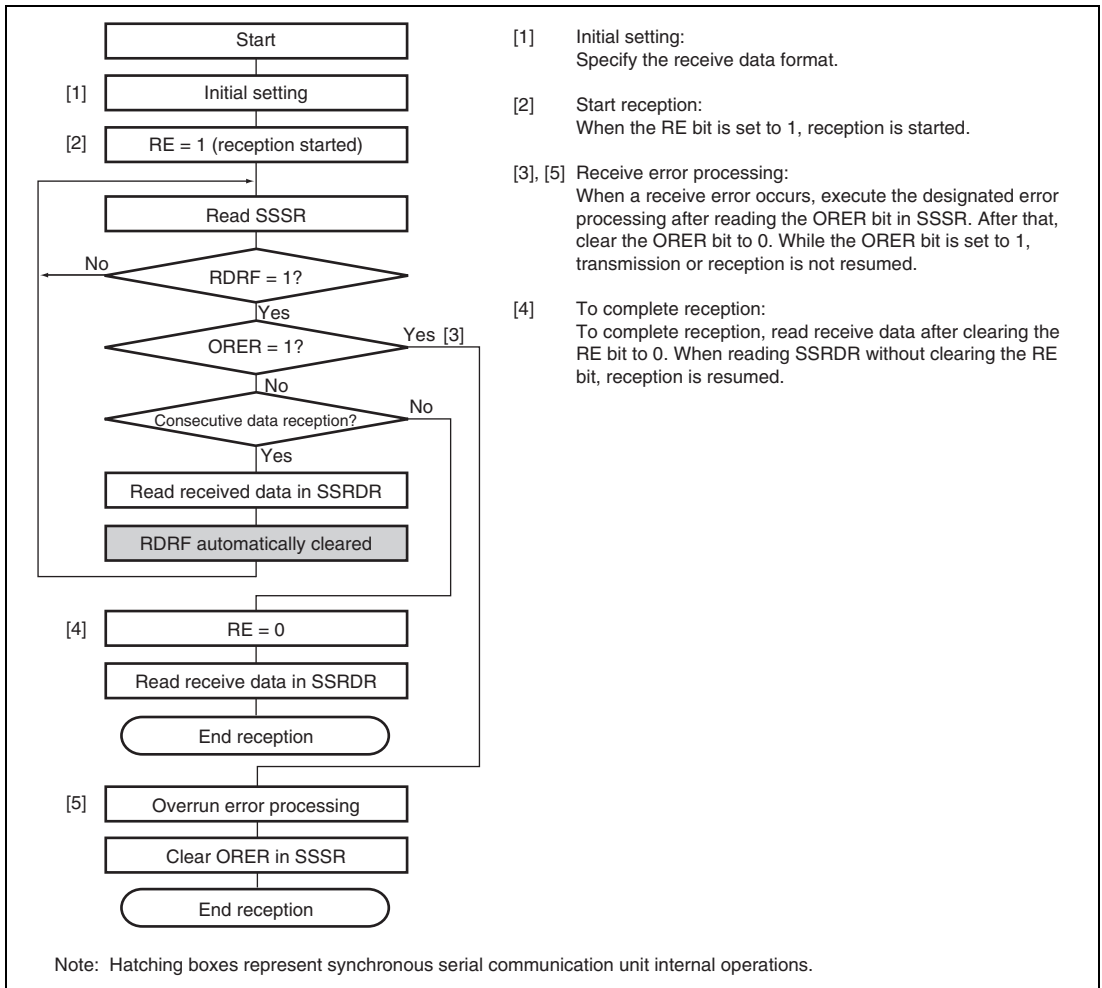 Start
[1] Initial setting
[2] RE = 1 (reception started)
Read SSSR
No
RDRF = 1?
Yes
ORER = 1?
Yes [3]
No
Consecutive data reception?
No
Yes
Read received data in SSRDR
RDRF automatically cleared
[4] RE = 0
Read receive data in SSRDR
End reception
[5] Overrun error processing
Clear ORER in SSSR
End reception
[1] Initial setting:
Specify the receive data format.
[2] Start reception:
When the RE bit is set to 1, reception is started.
[3], [5] Receive error processing:
When a receive error occurs, execute the designated error
processing after reading the ORER bit in SSSR. After that,
clear the ORER bit to 0. While the ORER bit is set to 1,
transmission or reception is not resumed.
[4] To complete reception:
To complete reception, read receive data after clearing the
RE bit to 0. When reading SSRDR without clearing the RE
bit, reception is resumed.
Note: Hatching boxes represent synchronous serial communication unit internal operations.